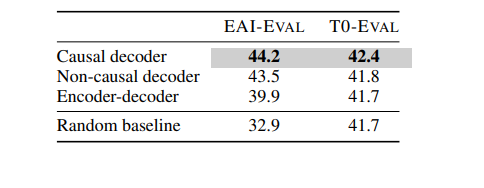 EAI-EVAL T0-EVAL
Causal decoder 44.2 42.4
Non-causal decoder 43.5 41.8
Encoder-decoder 39.9 41.7
Random baseline 32.9 41.7